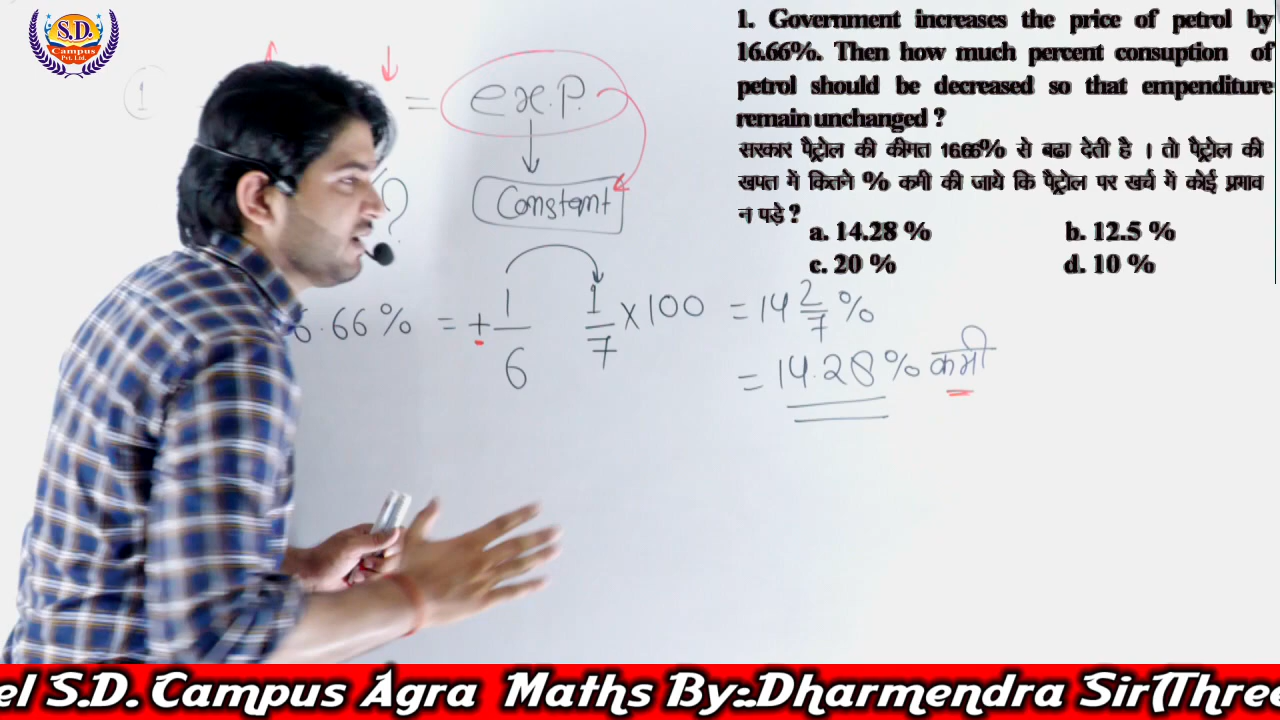 S.D.
Campus
Pvt. Ltd.
1. Government increases the price of petrol by
16.66%. Then how much percent consuption of
petrol should be decreased so that empenditure
remain unchanged ?
सरकार पैट्रोल की कीमत 16.66% से बढा देती है । तो पैट्रोल की
खपत में कितने % कमी की जाये कि पैट्रोल पर खर्च में कोई प्रभाव
न पड़े ?
a. 14.28 % b. 12.5 %
c. 20 % d. 10 %
1 = exp.
? Constant
6.66% = + 1/6 1/7 x 100 = 14 2/7 %
= 14.28% कमी
el S.D. Campus Agra Maths By:.Dharmendra Sir(Three